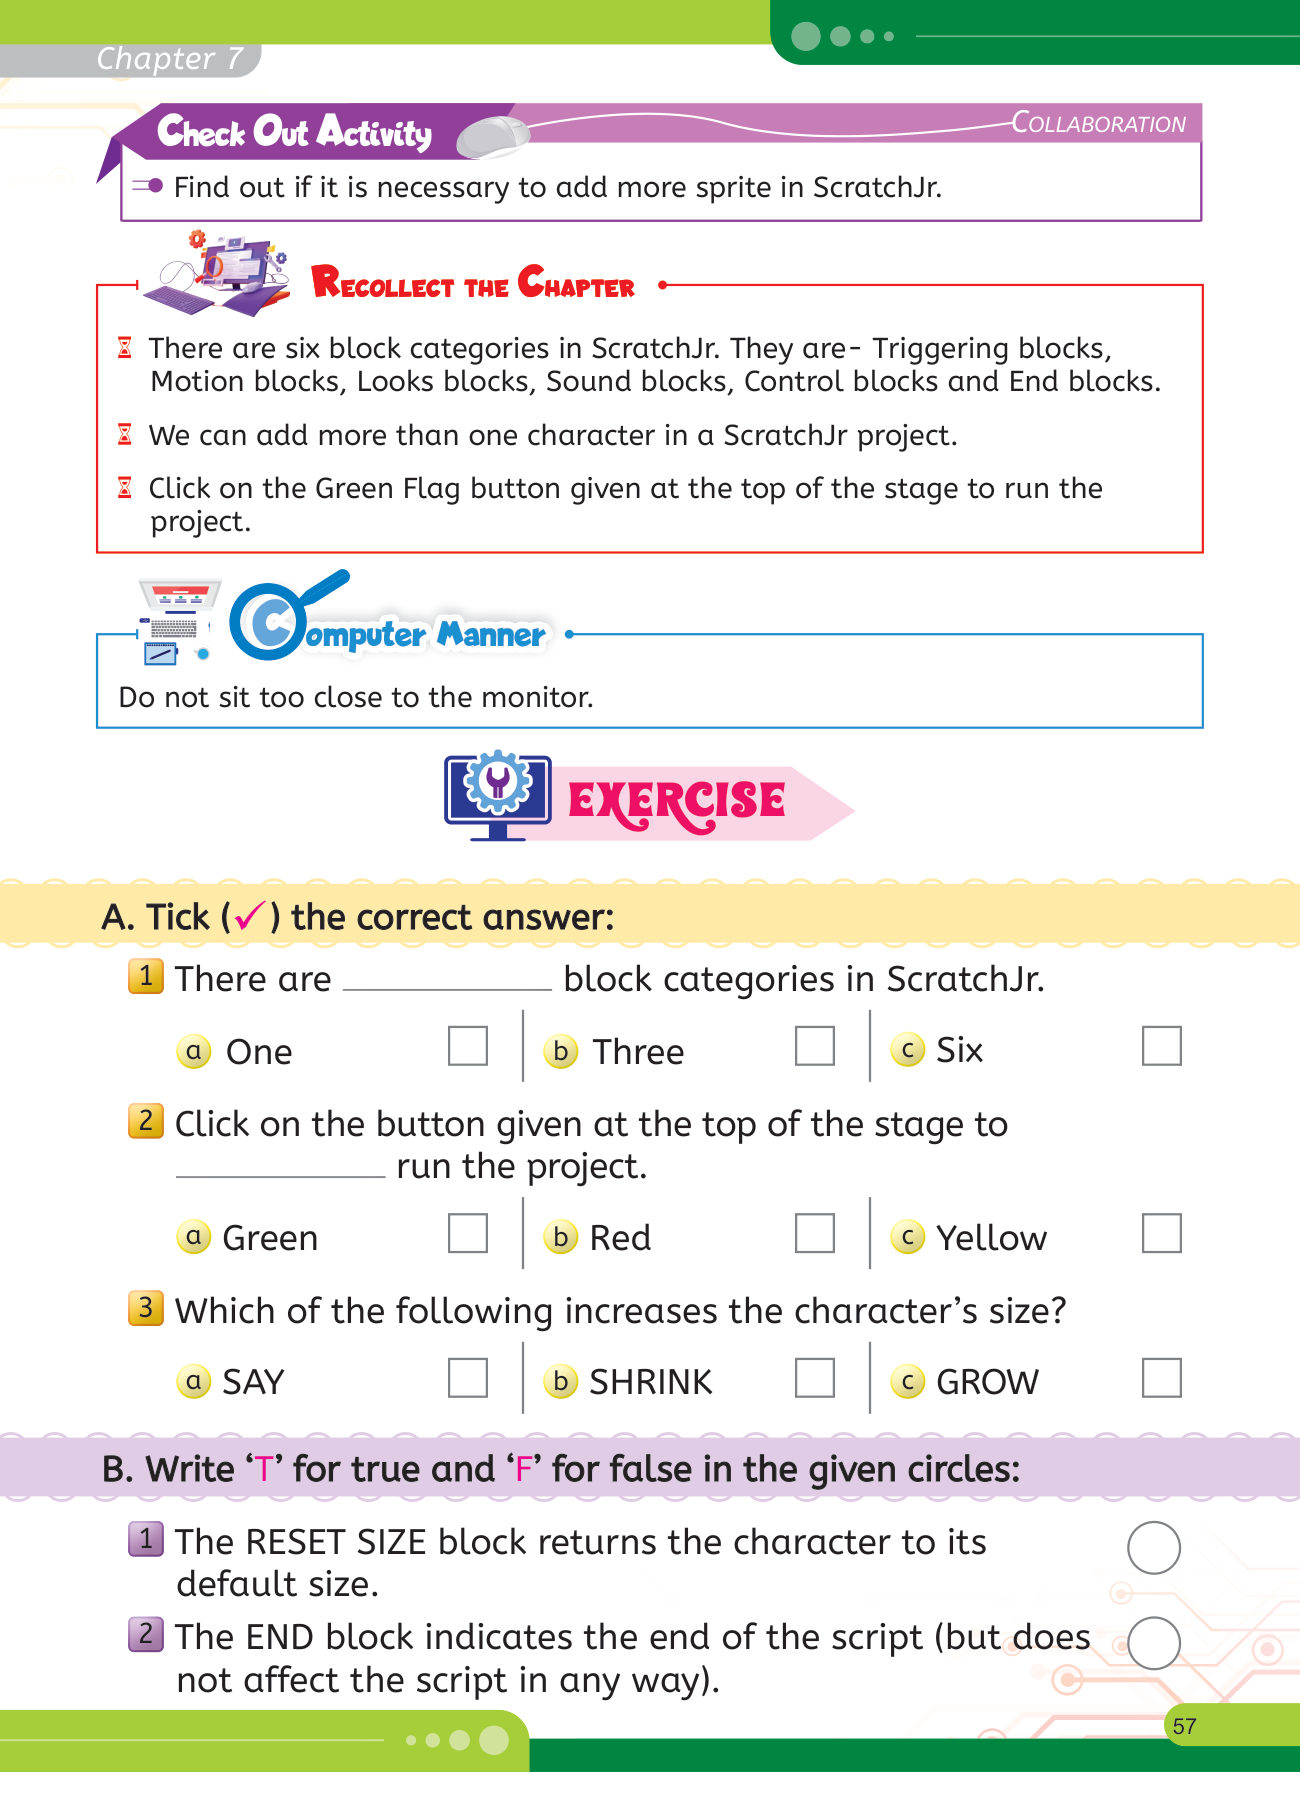 Chapter 7
Check Out Activity
COLLABORATION
Find out if it is necessary to add more sprite in ScratchJr.
RECOLLECT THE CHAPTER
There are six block categories in ScratchJr. They are- Triggering blocks,
Motion blocks, Looks blocks, Sound blocks, Control blocks and End blocks.
We can add more than one character in a ScratchJr project.
Click on the Green Flag button given at the top of the stage to run the
project.
Computer Manner
Do not sit too close to the monitor.
EXERCISE
A. Tick (✓) the correct answer:
1 There are ____________ block categories in ScratchJr.
a One b Three c Six
2 Click on the button given at the top of the stage to
____________ run the project.
a Green b Red c Yellow
3 Which of the following increases the character’s size?
a SAY b SHRINK c GROW
B. Write ‘T’ for true and ‘F’ for false in the given circles:
1 The RESET SIZE block returns the character to its
default size.
2 The END block indicates the end of the script (but does
not affect the script in any way).
57